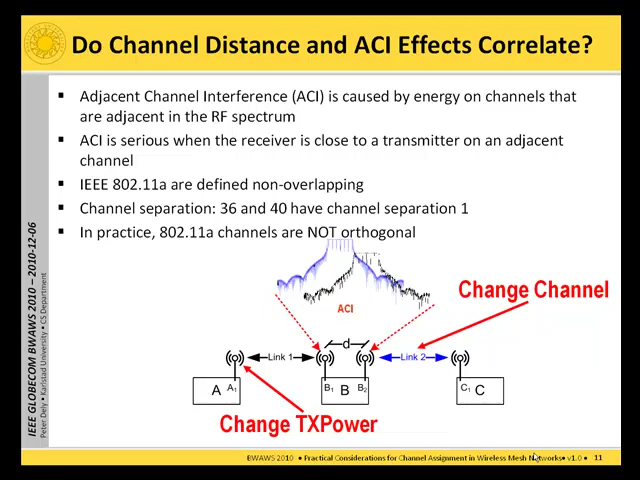 Do Channel Distance and ACI Effects Correlate?
▪ Adjacent Channel Interference (ACI) is caused by energy on channels that
are adjacent in the RF spectrum
▪ ACI is serious when the receiver is close to a transmitter on an adjacent
channel
▪ IEEE 802.11a are defined non-overlapping
▪ Channel separation: 36 and 40 have channel separation 1
▪ In practice, 802.11a channels are NOT orthogonal
ACI
Change Channel
d
Link 1
Link 2
A A1
B1 B B2
C1 C
Change TXPower
IEEE GLOBECOM BWAWS 2010 – 2010-12-06
Peter Dely • Karlstad University • CS Department
BWAWS 2010 • Practical Considerations for Channel Assignment in Wireless Mesh Networks • v1.0 • 11